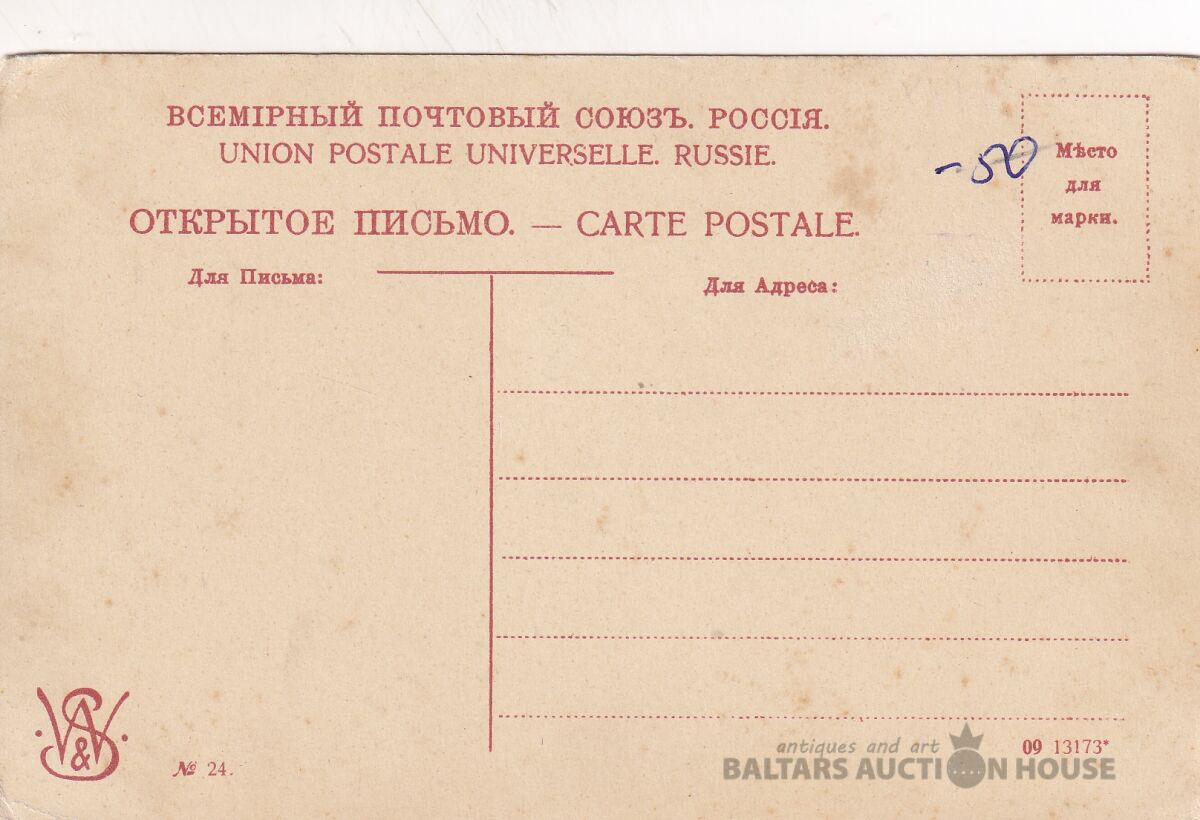 ВСЕМІРНЫЙ ПОЧТОВЫЙ СОЮЗЪ. РОССІЯ.
UNION POSTALE UNIVERSELLE. RUSSIE.
-50
Мѣсто
для
марки.
ОТКРЫТОЕ ПИСЬМО. — CARTE POSTALE.
Для Письма:
Для Адреса:
№ 24.
09 13173*
antiques and art
BALTARS AUCTION HOUSE